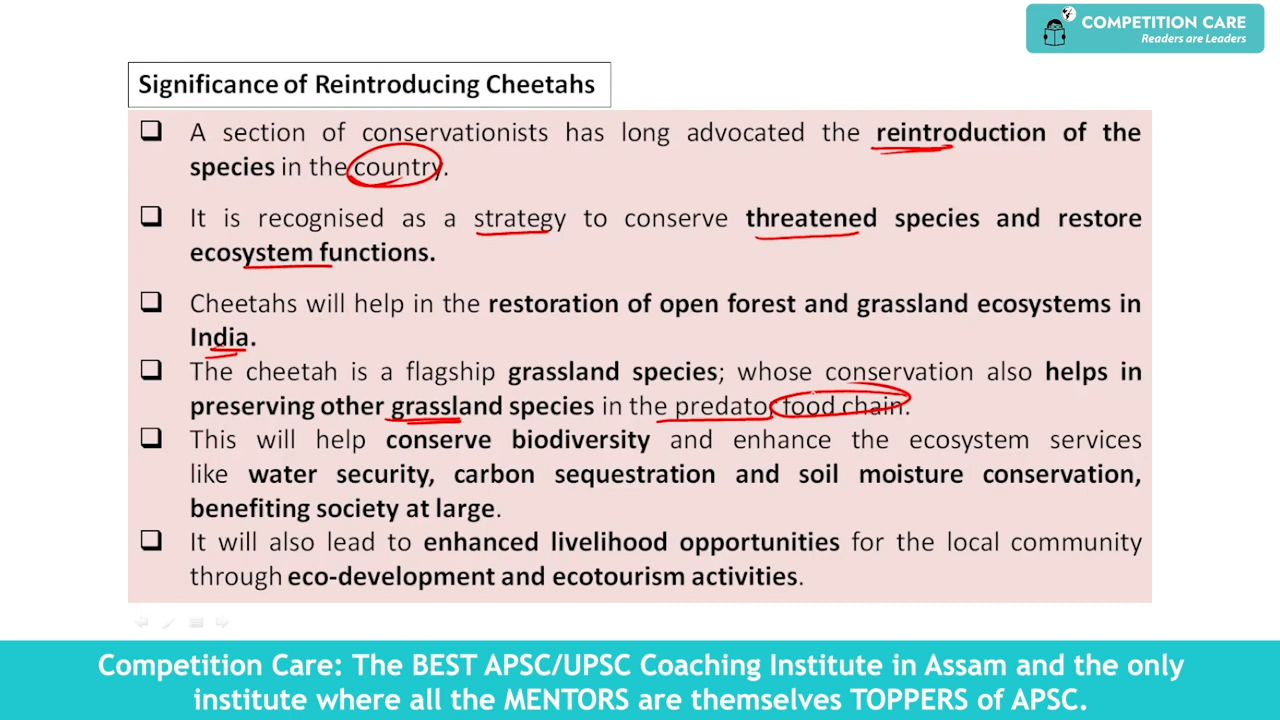 COMPETITION CARE
Readers are Leaders
Significance of Reintroducing Cheetahs
❑ A section of conservationists has long advocated the reintroduction of the
species in the country.
❑ It is recognised as a strategy to conserve threatened species and restore
ecosystem functions.
❑ Cheetahs will help in the restoration of open forest and grassland ecosystems in
India.
❑ The cheetah is a flagship grassland species; whose conservation also helps in
preserving other grassland species in the predator food chain.
❑ This will help conserve biodiversity and enhance the ecosystem services
like water security, carbon sequestration and soil moisture conservation,
benefiting society at large.
❑ It will also lead to enhanced livelihood opportunities for the local community
through eco-development and ecotourism activities.
Competition Care: The BEST APSC/UPSC Coaching Institute in Assam and the only
institute where all the MENTORS are themselves TOPPERS of APSC.